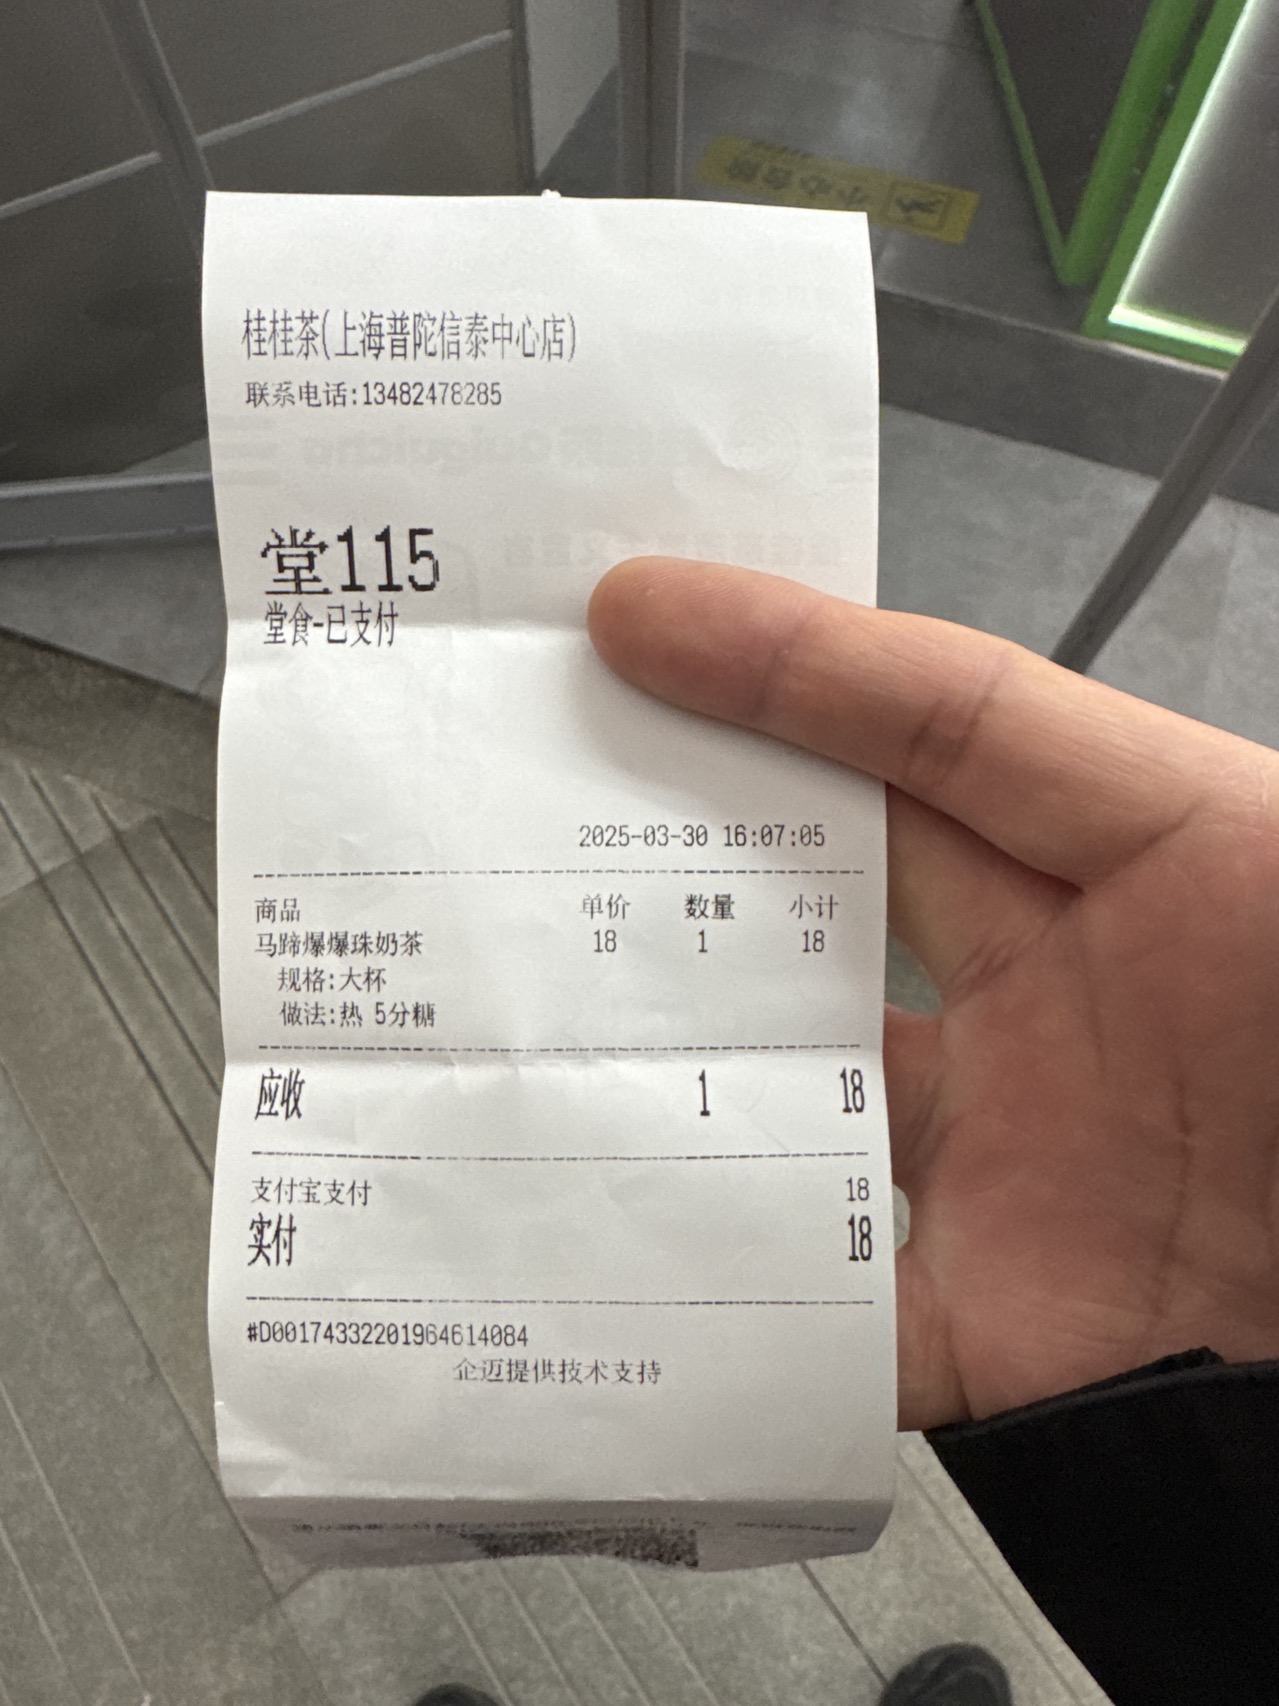 桂桂茶(上海普陀信泰中心店)
联系电话:13482478285
堂115
堂食-已支付
2025-03-30 16:07:05
商品 单价 数量 小计
马蹄爆爆珠奶茶 18 1 18
规格:大杯
做法:热 5分糖
应收 1 18
支付宝支付 18
实付 18
#D00174332201964614084
企迈提供技术支持
小心台阶